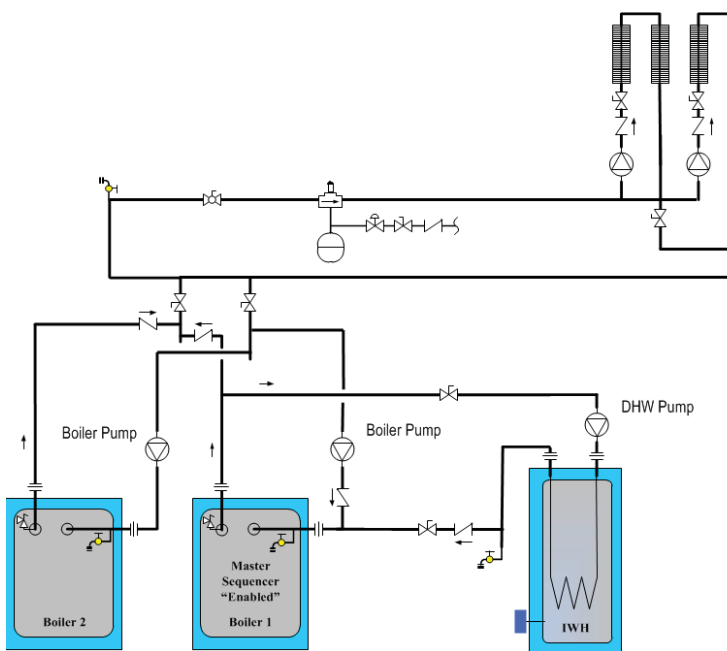 DHW Pump
Boiler Pump
Boiler Pump
Master
Sequencer
“Enabled”
Boiler 2
Boiler 1
IWH